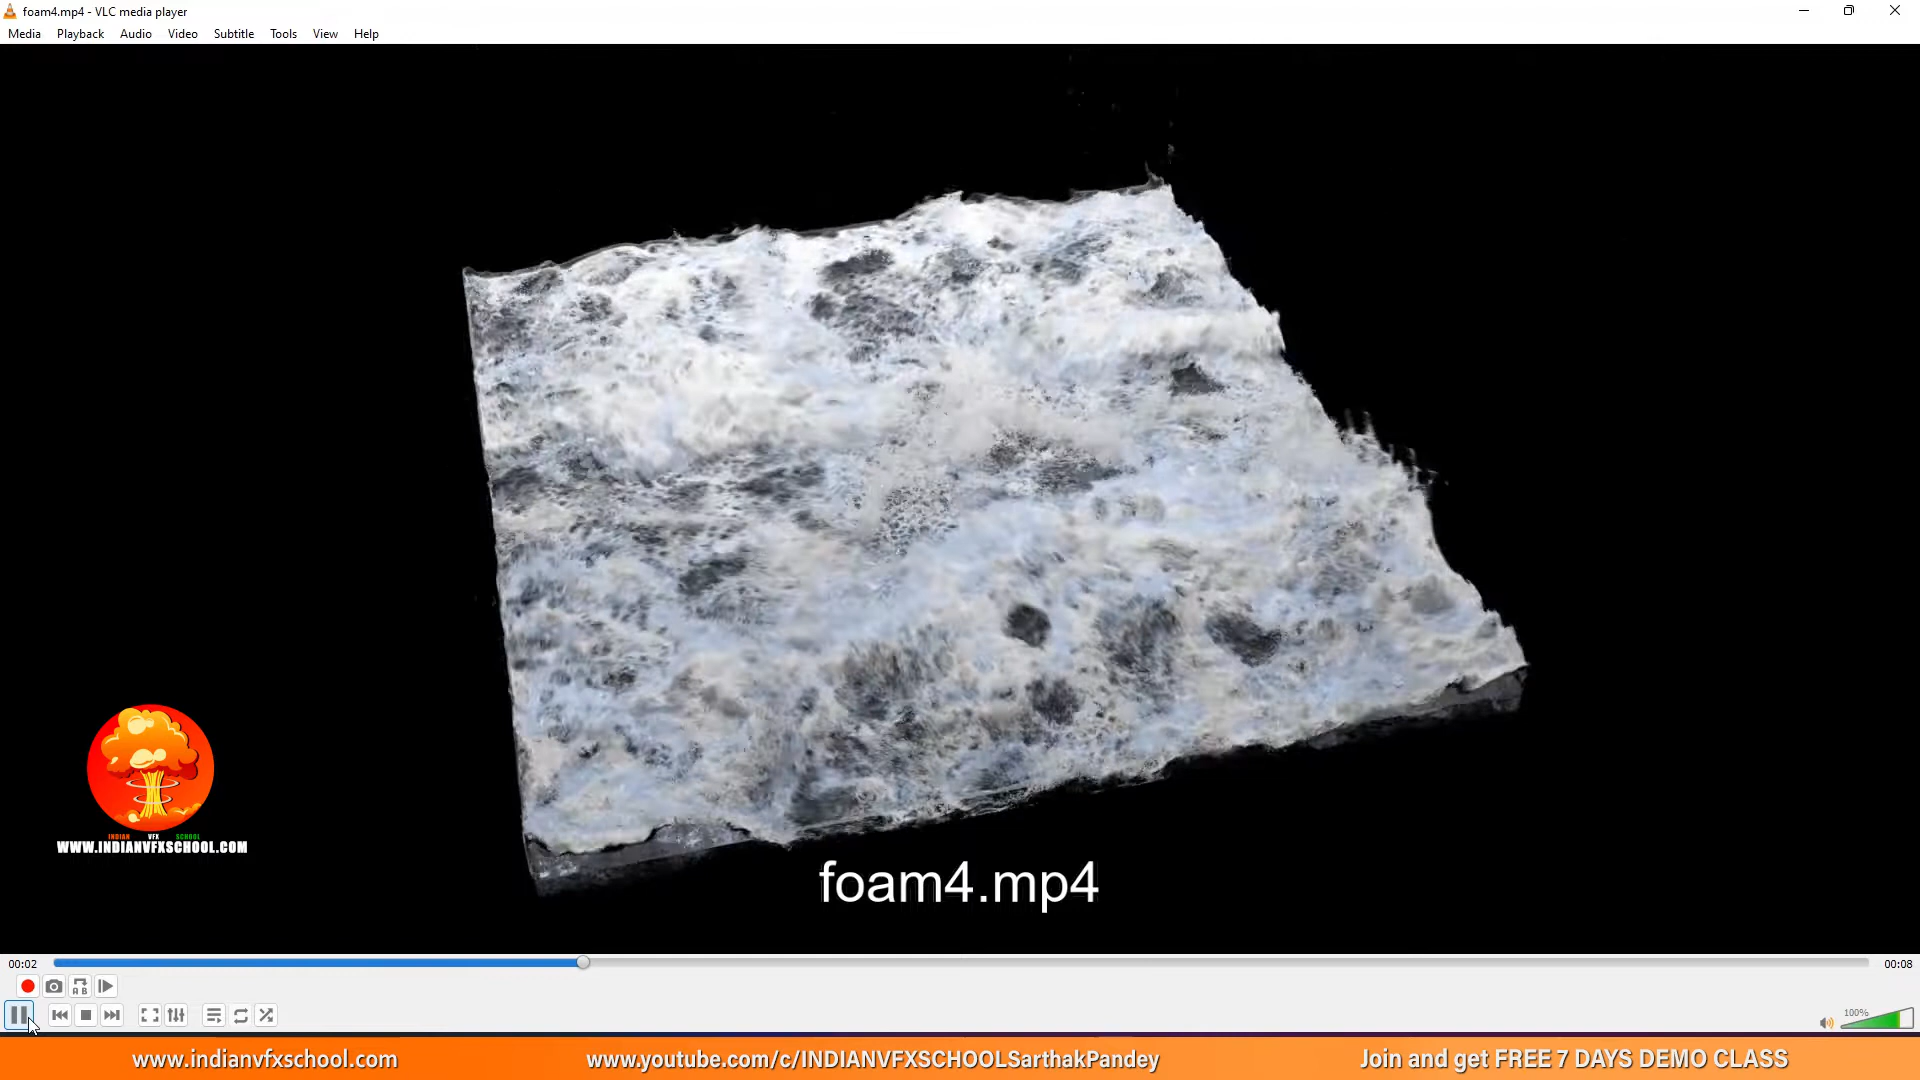 foam4.mp4 - VLC media player
Media Playback Audio Video Subtitle Tools View Help
INDIAN VFX SCHOOL
WWW.INDIANVFXSCHOOL.COM
foam4.mp4
00:02
00:08
A B
100%
www.indianvfxschool.com
www.youtube.com/c/INDIANVFXSCHOOLSarthakPandey
Join and get FREE 7 DAYS DEMO CLASS